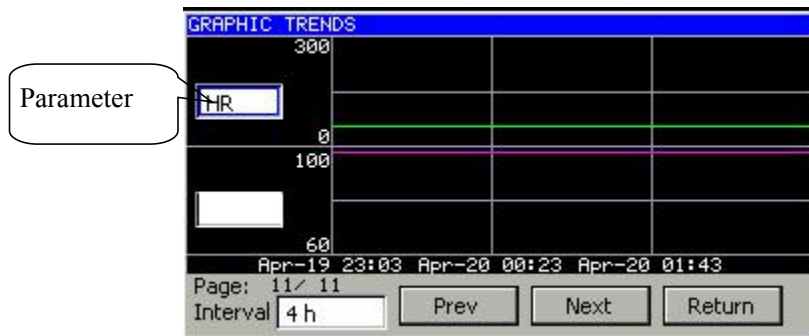 GRAPHIC TRENDS
300
Parameter
HR
0
100
60
Apr-19 23:03 Apr-20 00:23 Apr-20 01:43
Page: 11/ 11
Interval 4 h Prev Next Return